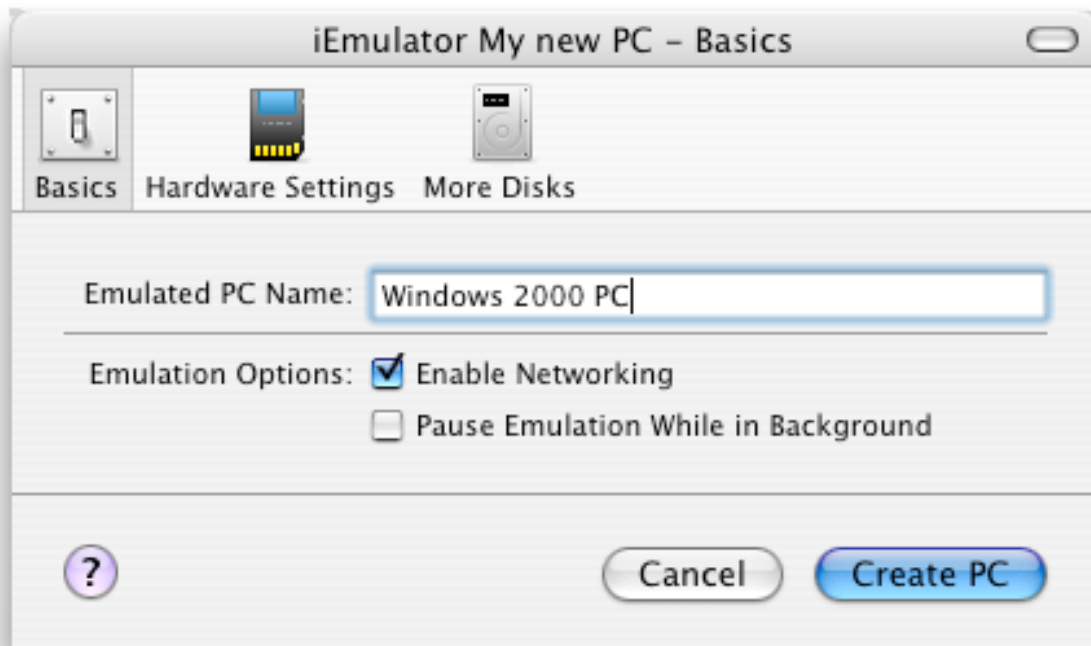 iEmulator My new PC – Basics
Basics Hardware Settings More Disks
Emulated PC Name: Windows 2000 PC
Emulation Options: Enable Networking
Pause Emulation While in Background
? Cancel Create PC